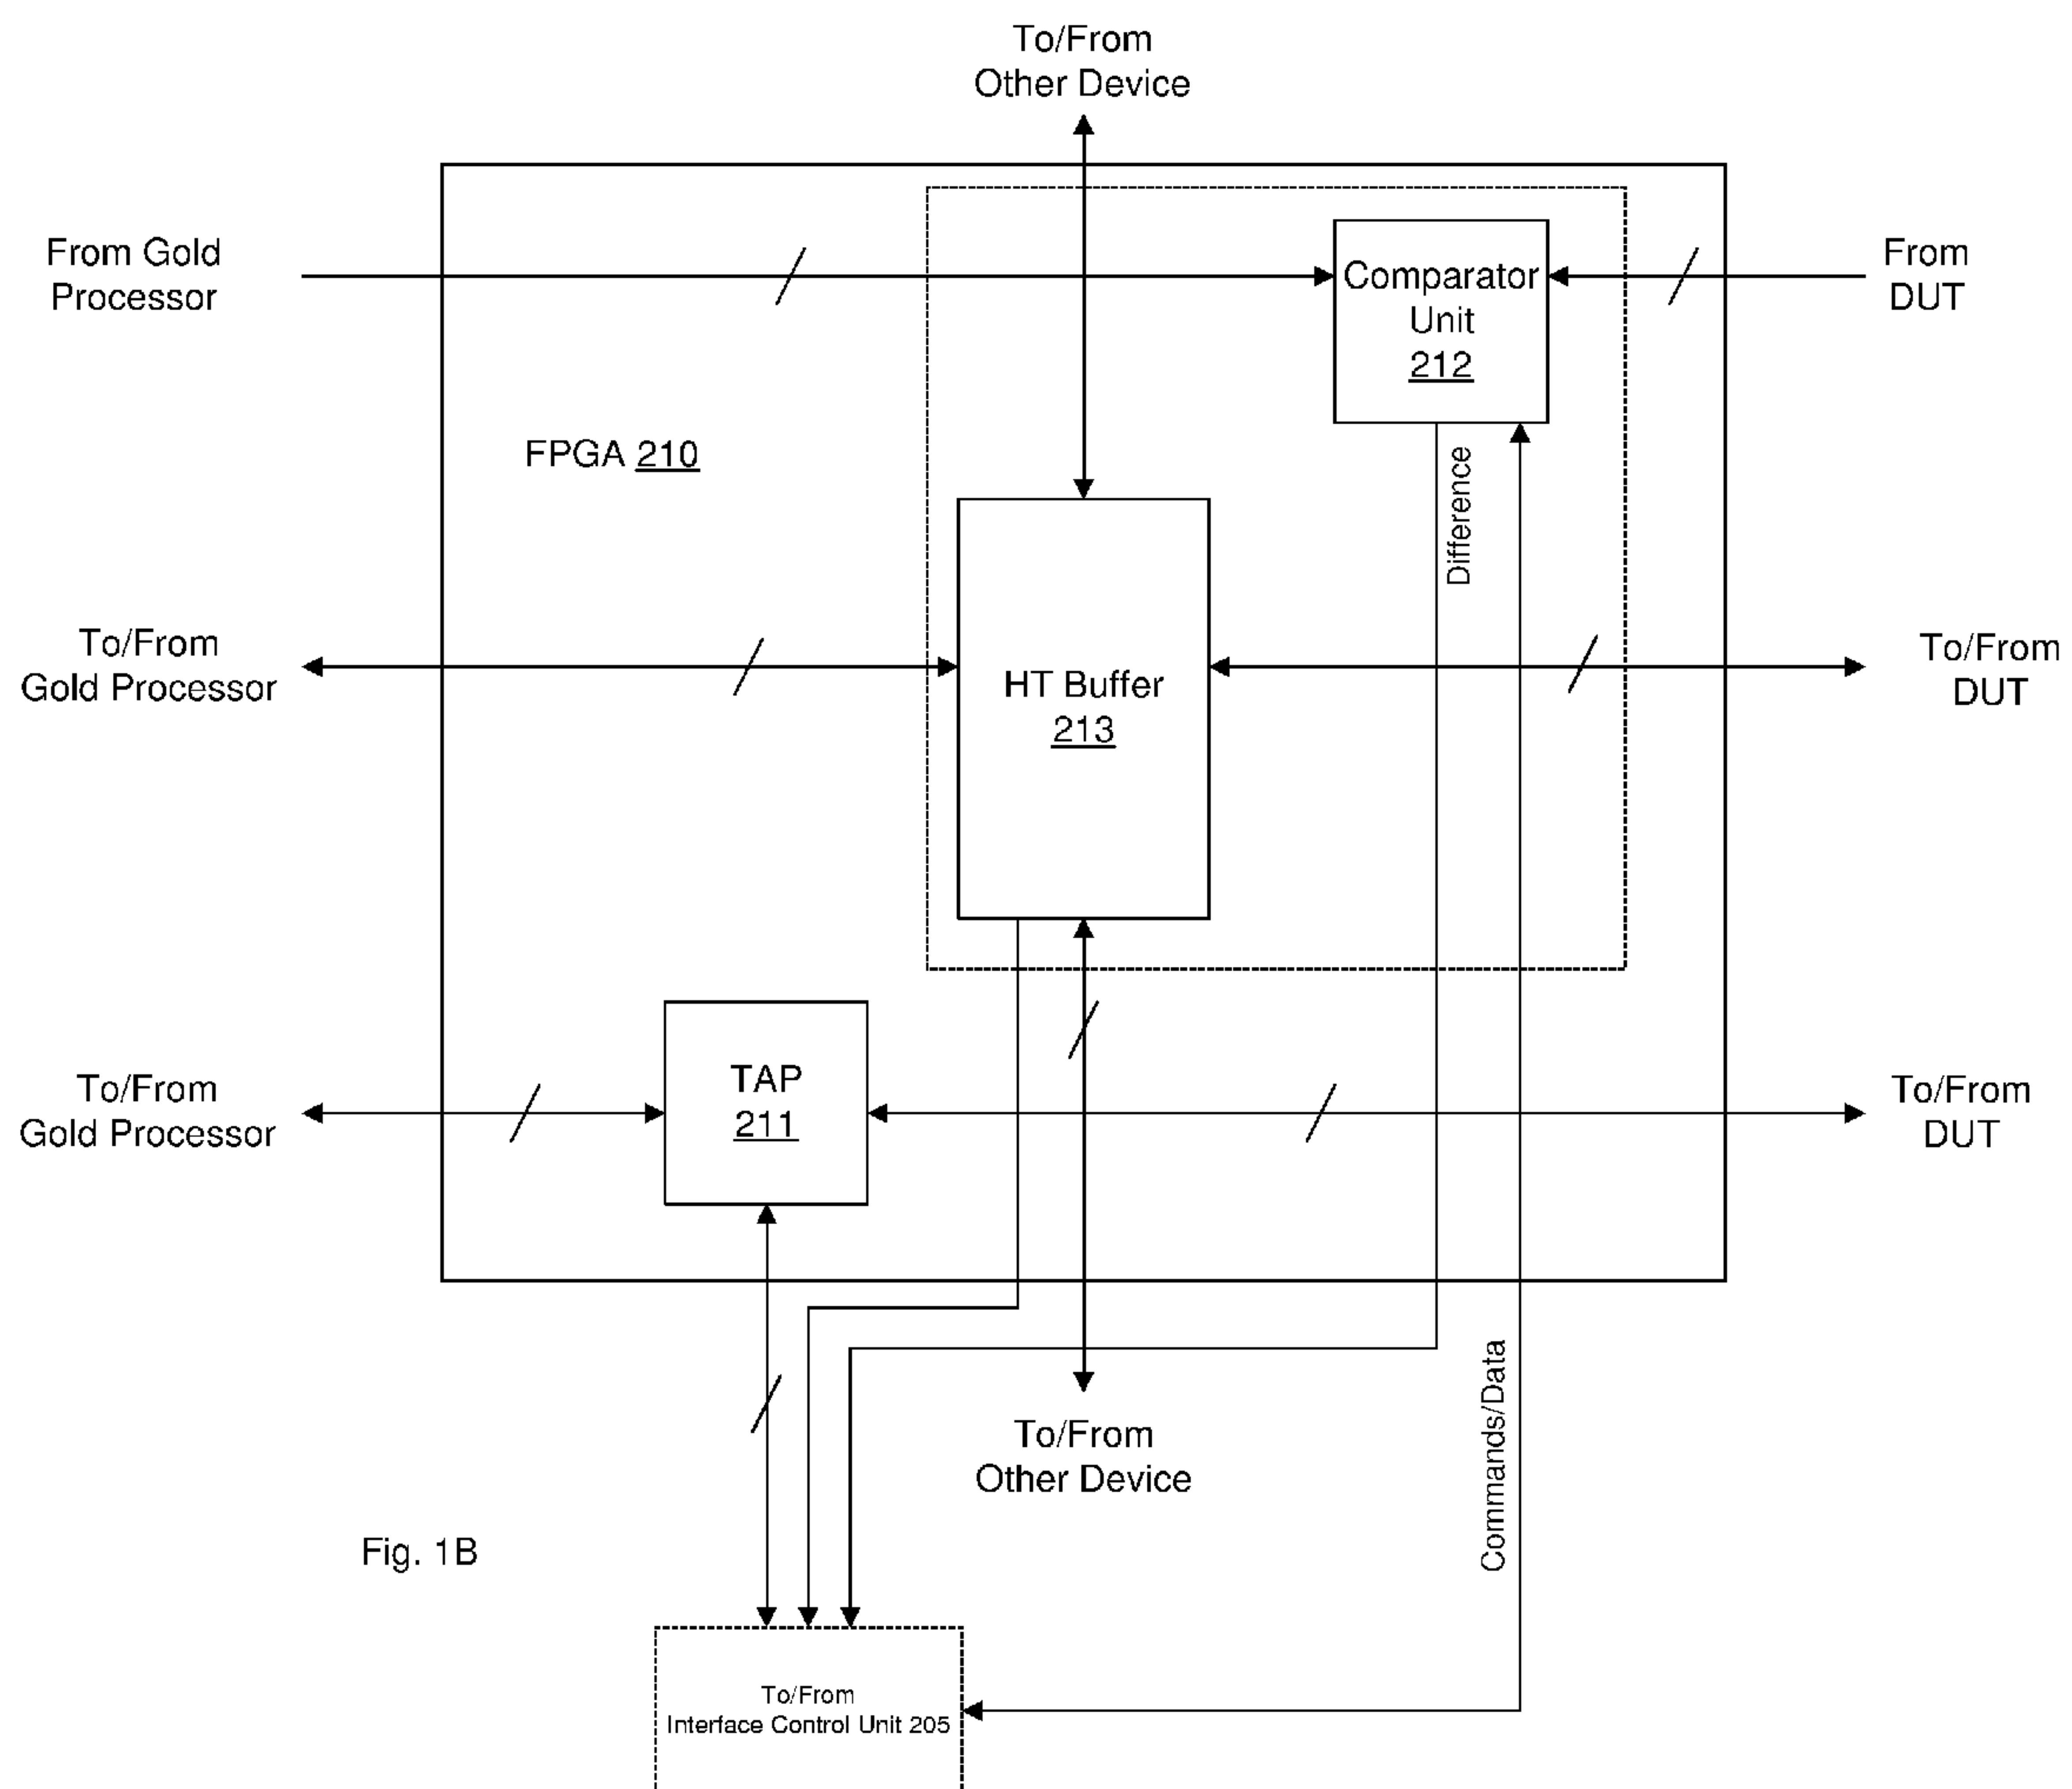 To/From
Other Device
From Gold
Processor
Comparator
Unit
212
From
DUT
FPGA 210
Difference
To/From
Gold Processor
HT Buffer
213
To/From
DUT
To/From
Gold Processor
TAP
211
To/From
DUT
To/From
Other Device
Commands/Data
Fig. 1B
To/From
Interface Control Unit 205